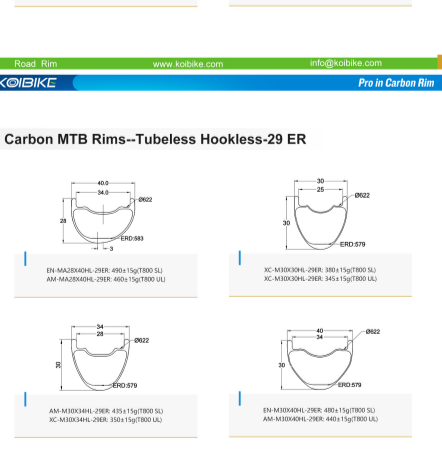 Road Rim www.koibike.com info@koibike.com
KOIBIKE Pro in Carbon Rim
Carbon MTB Rims--Tubeless Hookless-29 ER
40.0
34.0
Ø622
28
ERD:583
3
EN-MA28X40HL-29ER: 490±15g(T800 SL)
AM-MA28X40HL-29ER: 460±15g(T800 UL)
30
25
Ø622
30
ERD:579
XC-M30X30HL-29ER: 380±15g(T800 SL)
XC-M30X30HL-29ER: 345±15g(T800 UL)
34
28
Ø622
30
ERD:579
AM-M30X34HL-29ER: 435±15g(T800 SL)
XC-M30X34HL-29ER: 350±15g(T800 UL)
40
34
Ø622
30
ERD:579
EN-M30X40HL-29ER: 480±15g(T800 SL)
AM-M30X40HL-29ER: 440±15g(T800 UL)